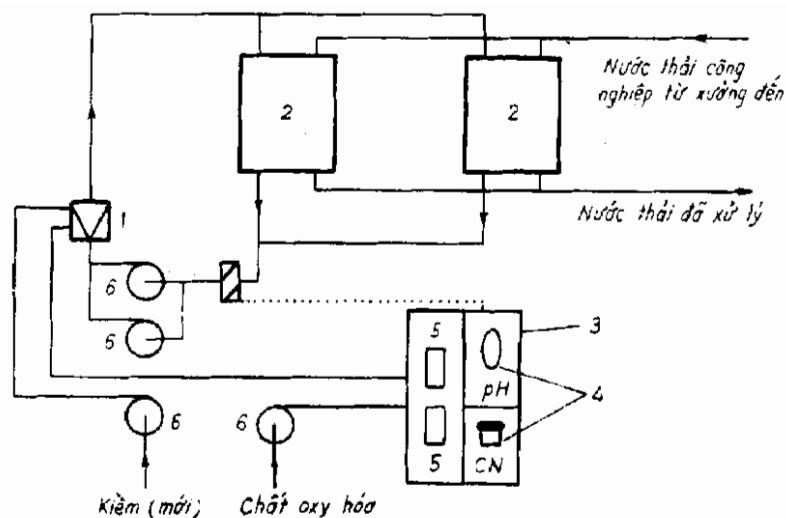 2
2
Nước thải công
nghiệp từ xưởng đến
Nước thải đã xử lý
1
6
6
5
3
pH
4
6
6
5
CN
Kiềm (mới)
Chất oxy hóa